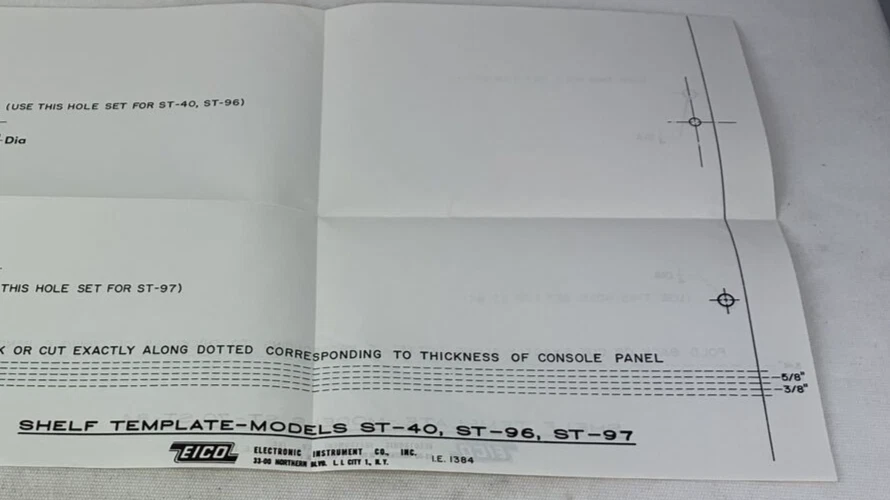 (USE THIS HOLE SET FOR ST-40, ST-96)
Dia
THIS HOLE SET FOR ST-97)
OR CUT EXACTLY ALONG DOTTED CORRESPONDING TO THICKNESS OF CONSOLE PANEL
5/8"
3/8"
SHELF TEMPLATE-MODELS ST-40, ST-96, ST-97
EICO
ELECTRONIC INSTRUMENT CO., INC.
33-00 NORTHERN BLVD. L. I. CITY 1, N.Y.
I.E. 1384